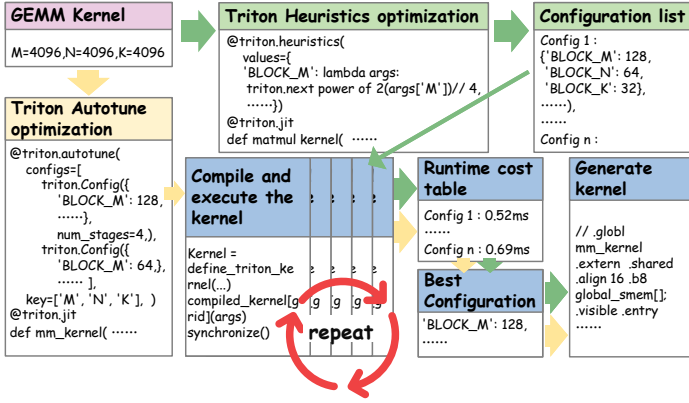 GEMM Kernel
M=4096,N=4096,K=4096
Triton Heuristics optimization
@triton.heuristics(
values={
'BLOCK_M': lambda args:
triton.next power of 2(args['M'])// 4,
······})
@triton.jit
def matmul kernel( ······
Configuration list
Config 1 :
{'BLOCK_M': 128,
'BLOCK_N': 64,
'BLOCK_K': 32},
······),
······
Config n :
Triton Autotune
optimization
@triton.autotune(
configs=[
triton.Config({
'BLOCK_M': 128,
······},
num_stages=4,),
triton.Config({
'BLOCK_M': 64,},
······ ],
key=['M', 'N', 'K'], )
@triton.jit
def mm_kernel( ······
Compile and
execute the
kernel
Kernel =
define_triton_ke
rnel(...)
compiled_kernel[g
rid](args)
synchronize()
repeat
Runtime cost
table
Config 1 : 0.52ms
······
Config n : 0.69ms
Best
Configuration
'BLOCK_M': 128,
······
Generate
kernel
// .globl
mm_kernel
.extern .shared
.align 16 .b8
global_smem[];
.visible .entry
······